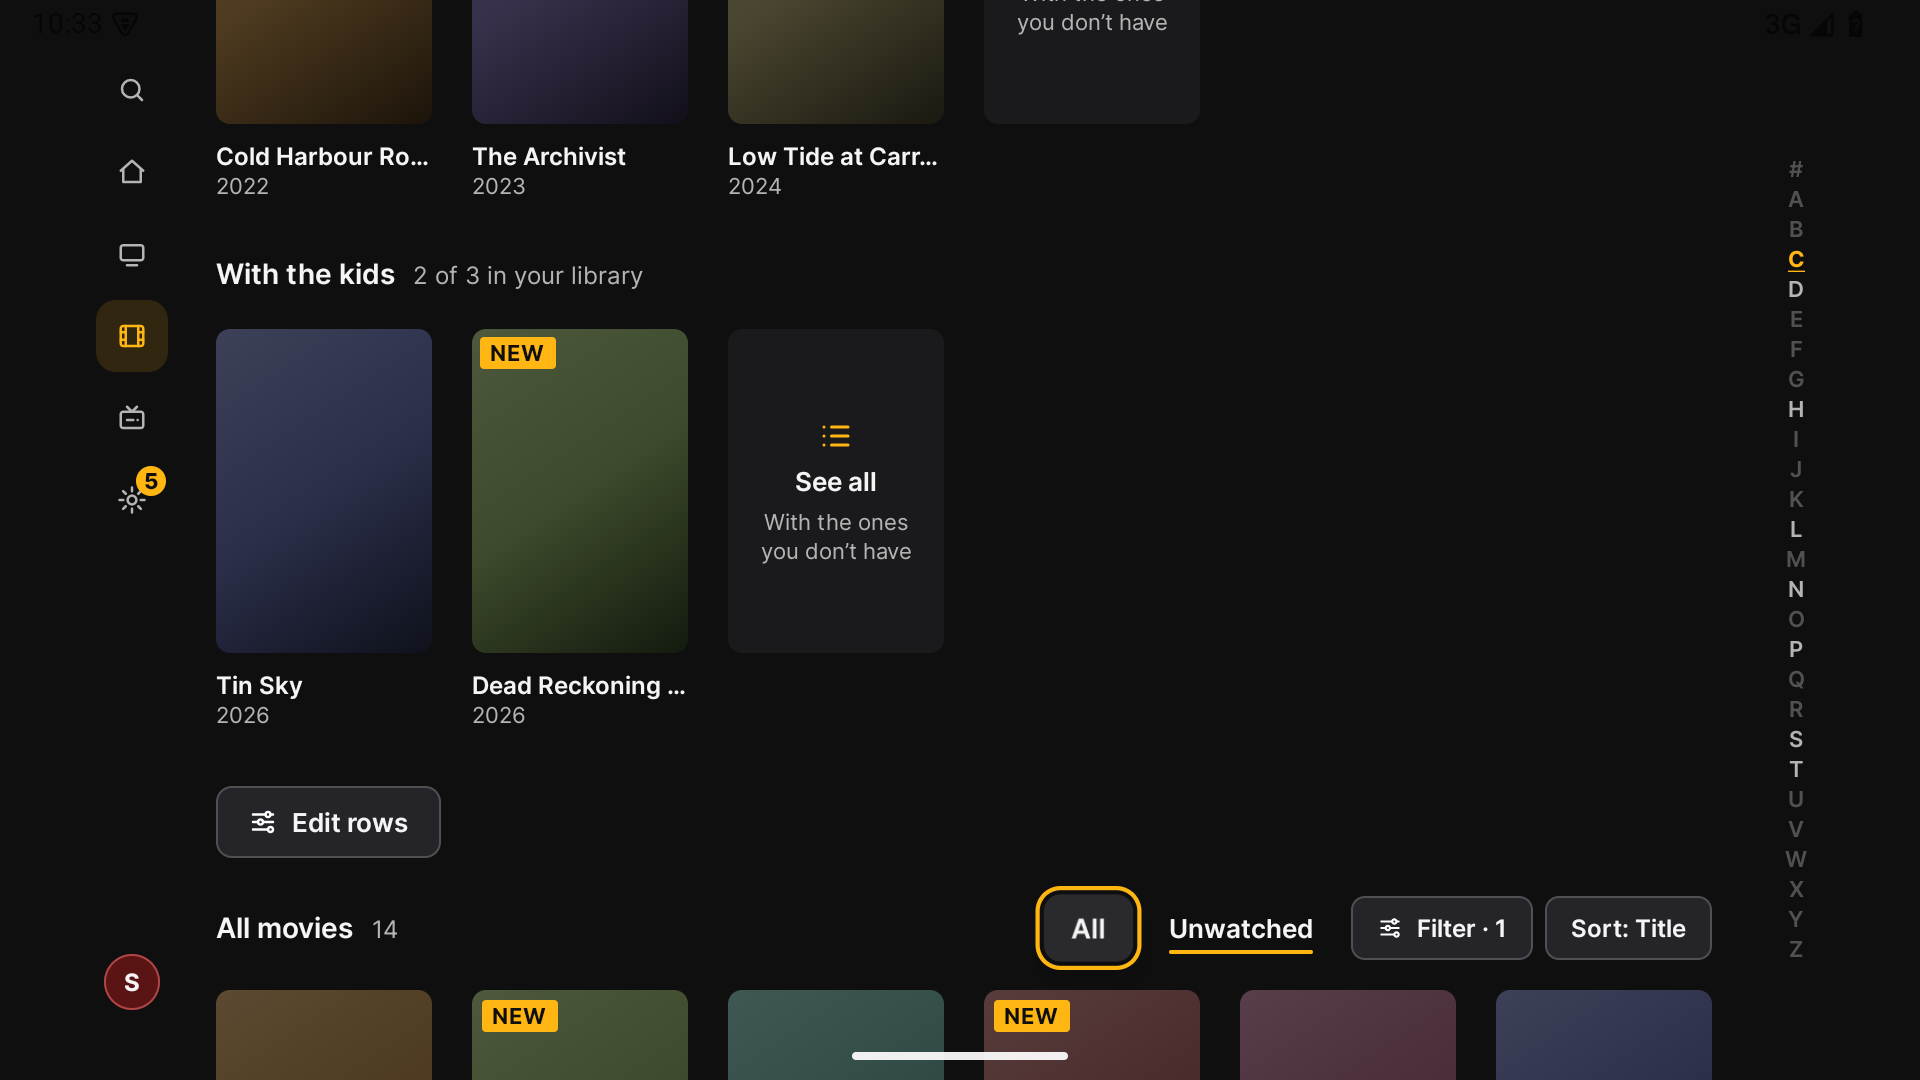 10:33
3G
you don't have
Cold Harbour Ro...
2022
The Archivist
2023
Low Tide at Carr...
2024
With the kids 2 of 3 in your library
NEW
See all
With the ones
you don't have
Tin Sky
2026
Dead Reckoning ...
2026
Edit rows
All movies 14
All
Unwatched
Filter · 1
Sort: Title
NEW
NEW
5
S
#
A
B
C
D
E
F
G
H
I
J
K
L
M
N
O
P
Q
R
S
T
U
V
W
X
Y
Z